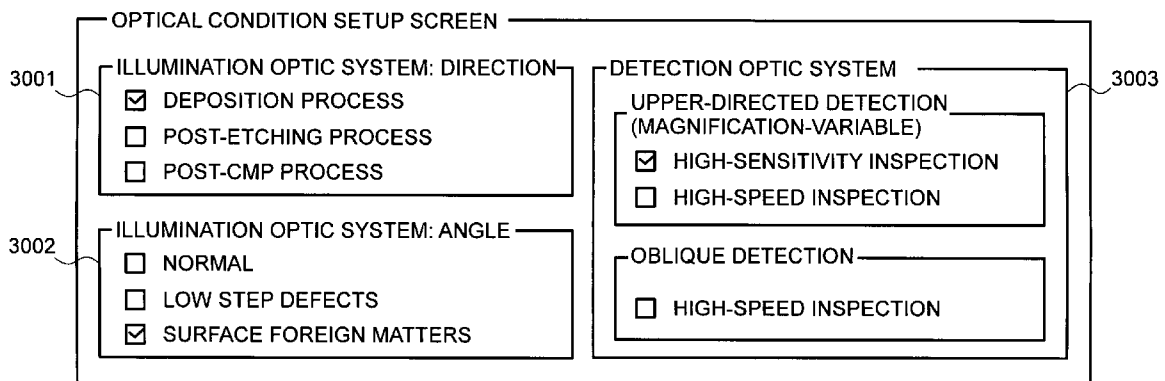 OPTICAL CONDITION SETUP SCREEN
3001
ILLUMINATION OPTIC SYSTEM: DIRECTION
DEPOSITION PROCESS
POST-ETCHING PROCESS
POST-CMP PROCESS
3002
ILLUMINATION OPTIC SYSTEM: ANGLE
NORMAL
LOW STEP DEFECTS
SURFACE FOREIGN MATTERS
DETECTION OPTIC SYSTEM
3003
UPPER-DIRECTED DETECTION
(MAGNIFICATION-VARIABLE)
HIGH-SENSITIVITY INSPECTION
HIGH-SPEED INSPECTION
OBLIQUE DETECTION
HIGH-SPEED INSPECTION